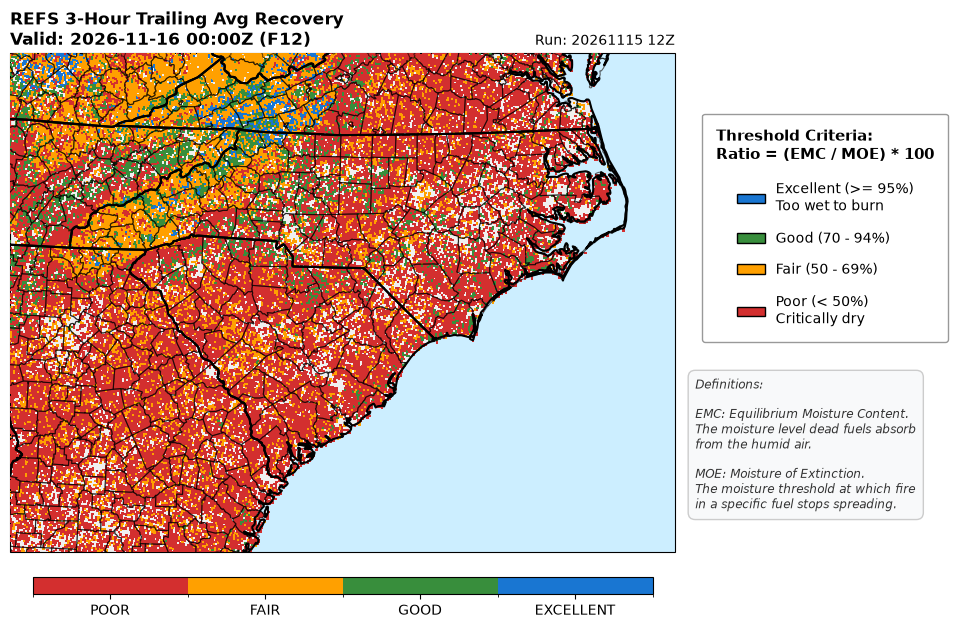 REFS 3-Hour Trailing Avg Recovery
Valid: 2026-11-16 00:00Z (F12)
Run: 20261115 12Z
Threshold Criteria:
Ratio = (EMC / MOE) * 100
Excellent (>= 95%)
Too wet to burn
Good (70 - 94%)
Fair (50 - 69%)
Poor (< 50%)
Critically dry
Definitions:
EMC: Equilibrium Moisture Content.
The moisture level dead fuels absorb
from the humid air.
MOE: Moisture of Extinction.
The moisture threshold at which fire
in a specific fuel stops spreading.
POOR
FAIR
GOOD
EXCELLENT